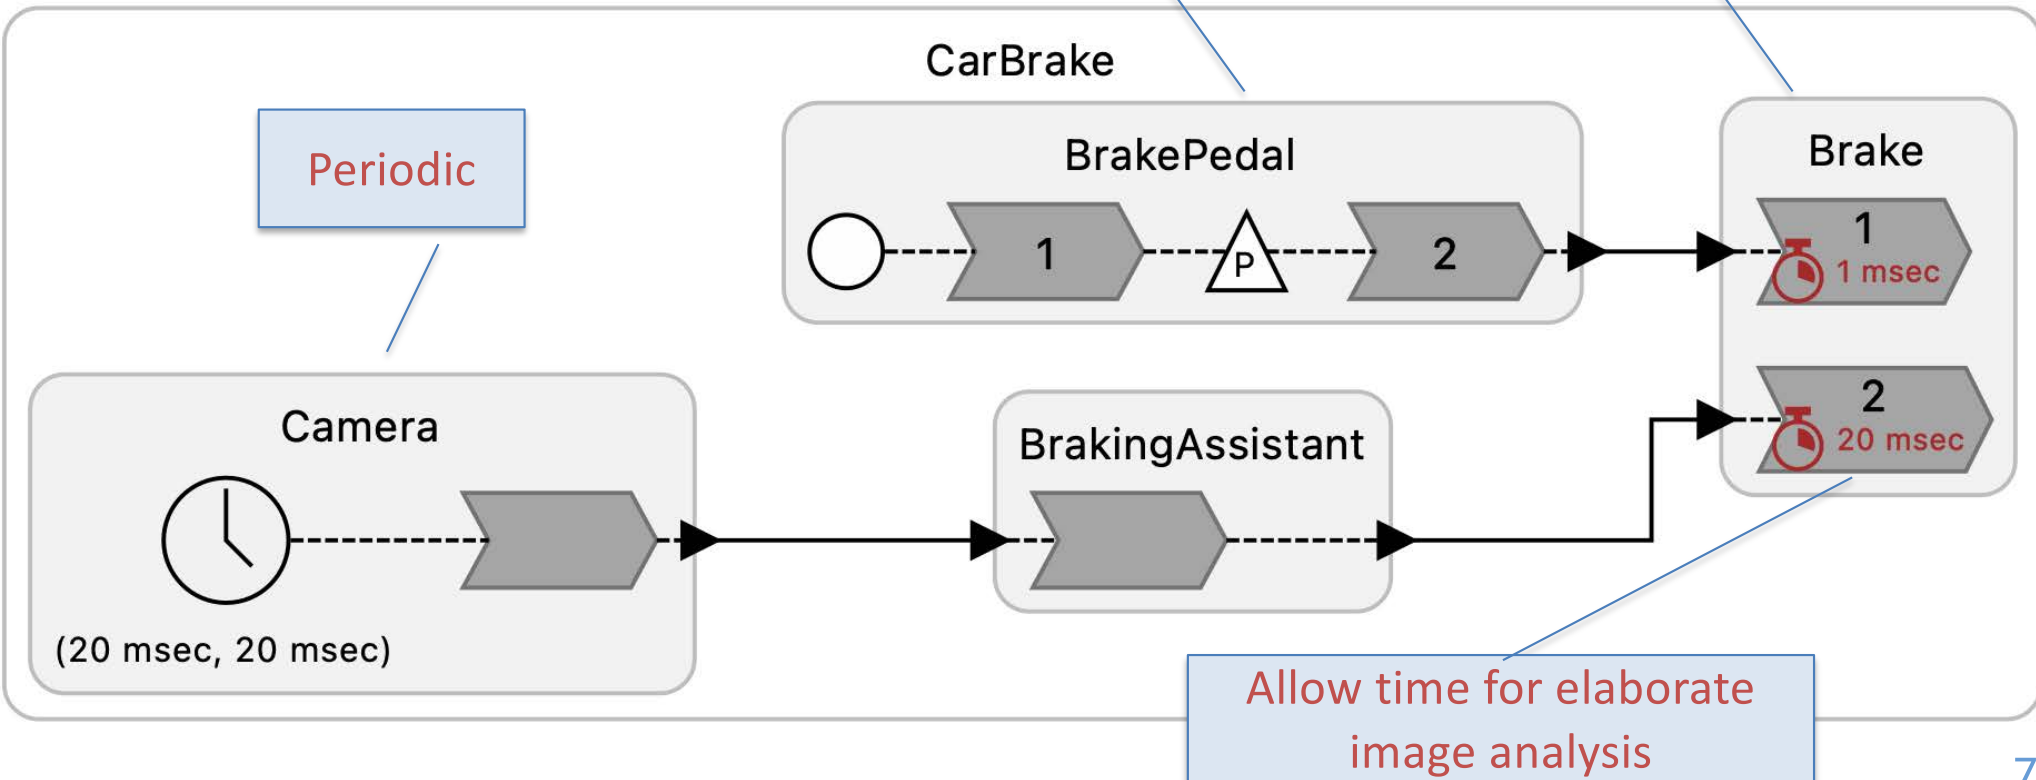 CarBrake
Periodic
BrakePedal
1
P
2
Brake
1
1 msec
2
20 msec
Camera
(20 msec, 20 msec)
BrakingAssistant
Allow time for elaborate
image analysis
7